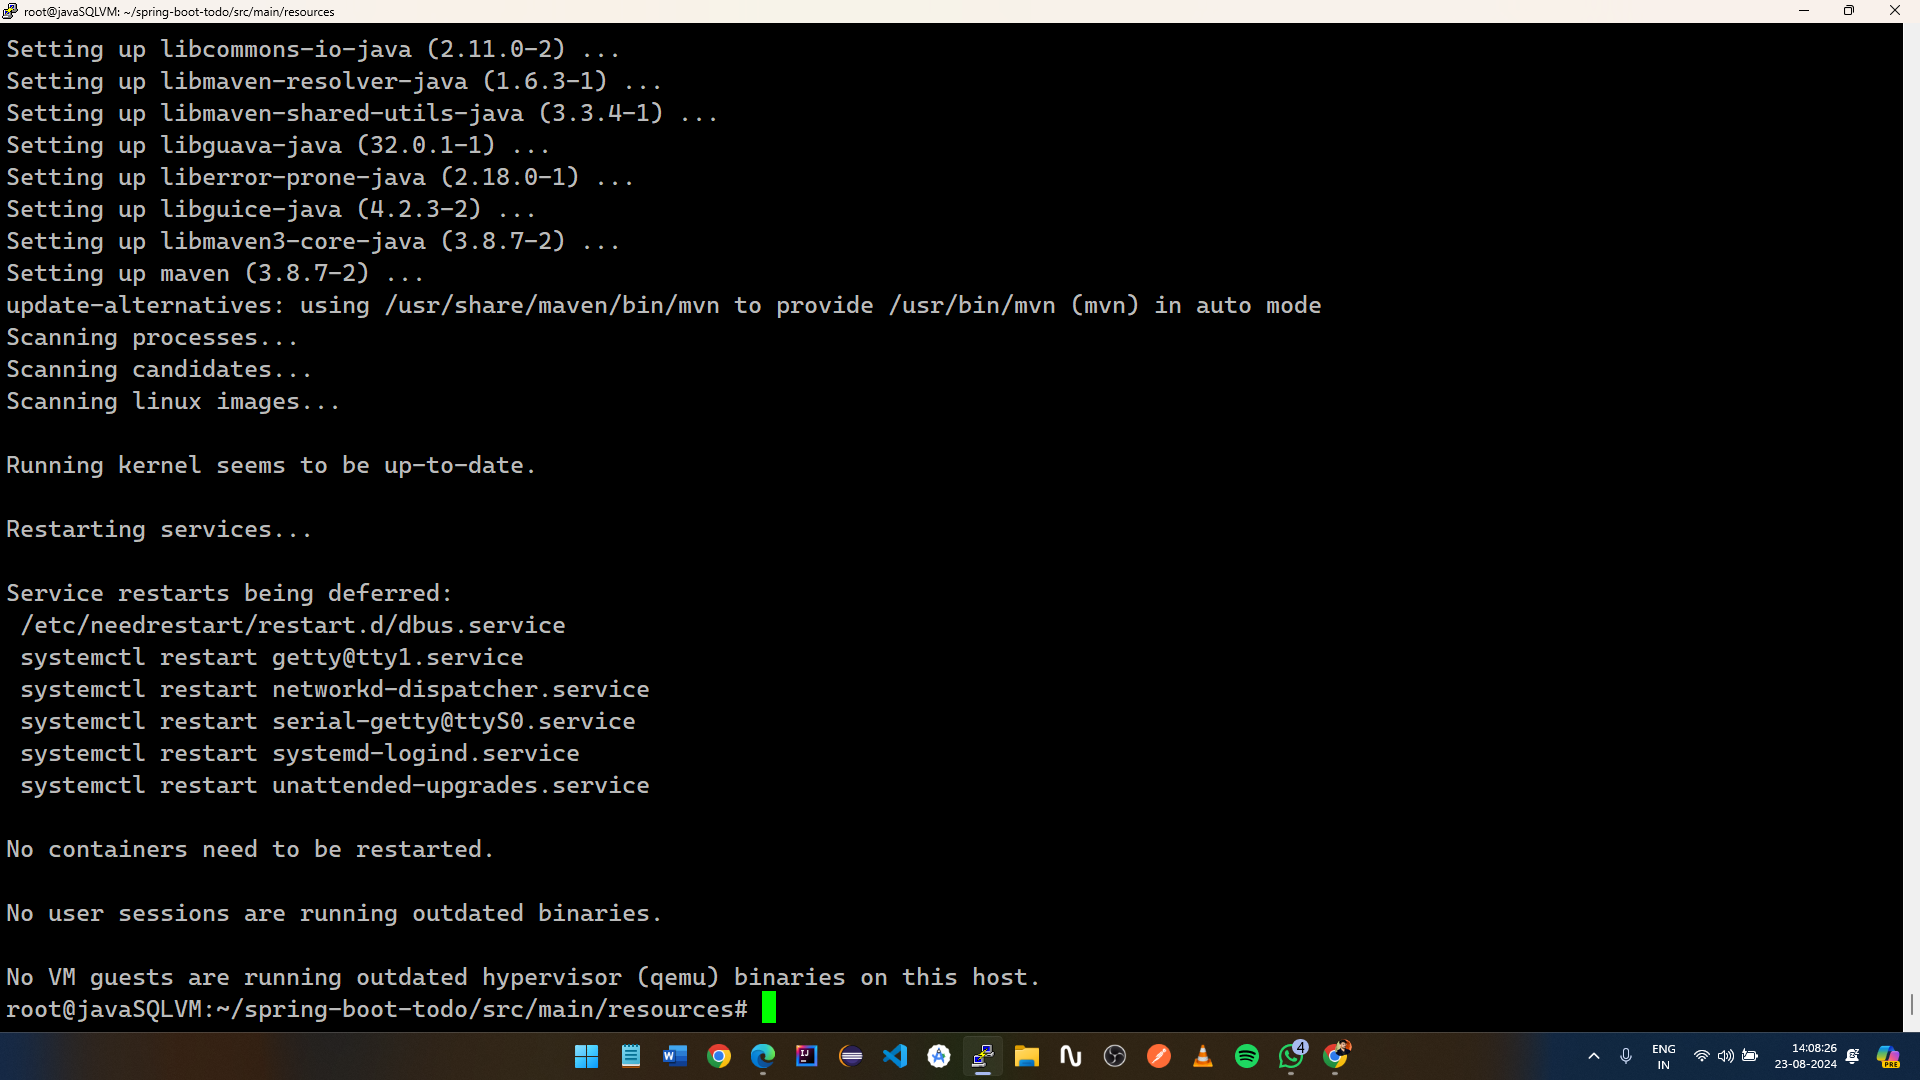 root@javaSQLVM: ~/spring-boot-todo/src/main/resources
Setting up libcommons-io-java (2.11.0-2) ...
Setting up libmaven-resolver-java (1.6.3-1) ...
Setting up libmaven-shared-utils-java (3.3.4-1) ...
Setting up libguava-java (32.0.1-1) ...
Setting up liberror-prone-java (2.18.0-1) ...
Setting up libguice-java (4.2.3-2) ...
Setting up libmaven3-core-java (3.8.7-2) ...
Setting up maven (3.8.7-2) ...
update-alternatives: using /usr/share/maven/bin/mvn to provide /usr/bin/mvn (mvn) in auto mode
Scanning processes...
Scanning candidates...
Scanning linux images...
Running kernel seems to be up-to-date.
Restarting services...
Service restarts being deferred:
/etc/needrestart/restart.d/dbus.service
systemctl restart getty@tty1.service
systemctl restart networkd-dispatcher.service
systemctl restart serial-getty@ttyS0.service
systemctl restart systemd-logind.service
systemctl restart unattended-upgrades.service
No containers need to be restarted.
No user sessions are running outdated binaries.
No VM guests are running outdated hypervisor (qemu) binaries on this host.
root@javaSQLVM:~/spring-boot-todo/src/main/resources#
4
ENG
IN
14:08:26
23-08-2024
PRE